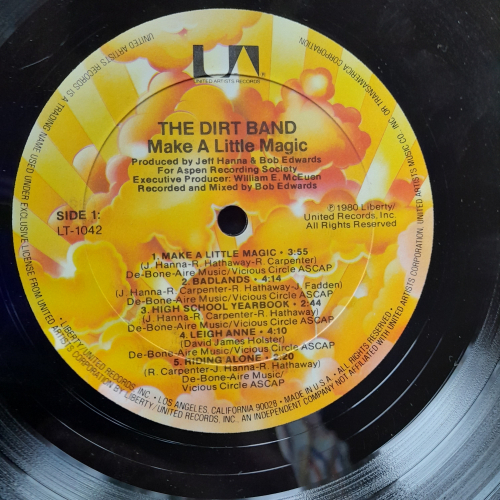 UA
UNITED ARTISTS RECORDS
THE DIRT BAND
Make A Little Magic
Produced by Jeff Hanna & Bob Edwards
For Aspen Recording Society
Executive Producer: William E. McEuen
Recorded and Mixed by Bob Edwards
SIDE 1:
LT-1042
℗ 1980 Liberty/
United Records, Inc.
All Rights Reserved
1. MAKE A LITTLE MAGIC • 3:55
(J. Hanna-R. Hathaway-R. Carpenter)
De-Bone-Aire Music/Vicious Circle ASCAP
2. BADLANDS • 4:14
(J. Hanna-R. Carpenter-R. Hathaway-J. Fadden)
De-Bone-Aire Music/Vicious Circle ASCAP
3. HIGH SCHOOL YEARBOOK • 2:44
(J. Hanna-R. Carpenter-R. Hathaway)
De-Bone-Aire Music/Vicious Circle ASCAP
4. LEIGH ANNE • 4:10
(David James Holster)
De-Bone-Aire Music/Vicious Circle ASCAP
5. RIDING ALONE • 2:20
(R. Carpenter-J. Hanna-R. Hathaway)
De-Bone-Aire Music/
Vicious Circle ASCAP
UNITED ARTISTS RECORDS IS A TRADING NAME USED UNDER EXCLUSIVE LICENSE FROM UNITED ARTISTS CORPORATION BY LIBERTY/UNITED RECORDS, INC., AN INDEPENDENT COMPANY NOT AFFILIATED WITH UNITED ARTISTS CORPORATION, UNITED ARTISTS MUSIC CO., INC. OR TRANSAMERICA CORPORATION.
• LIBERTY/UNITED RECORDS, INC. • LOS ANGELES, CALIFORNIA 90028 • MADE IN U.S.A. • ALL RIGHTS RESERVED •